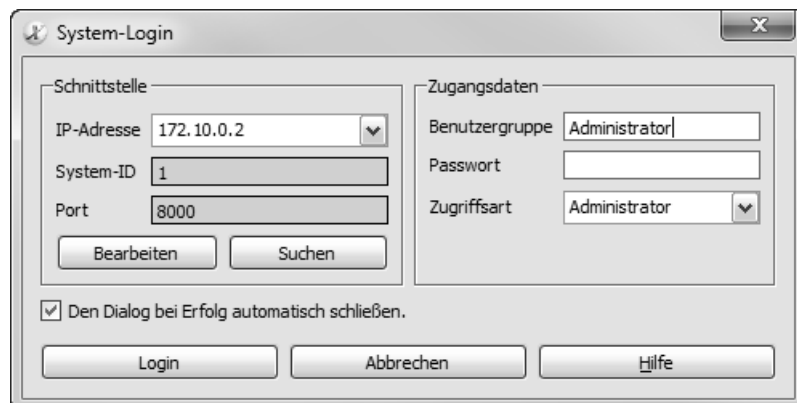 System-Login
Schnittstelle
IP-Adresse 172.10.0.2
System-ID 1
Port 8000
Bearbeiten Suchen
Zugangsdaten
Benutzergruppe Administrator
Passwort
Zugriffsart Administrator
Den Dialog bei Erfolg automatisch schließen.
Login Abbrechen Hilfe